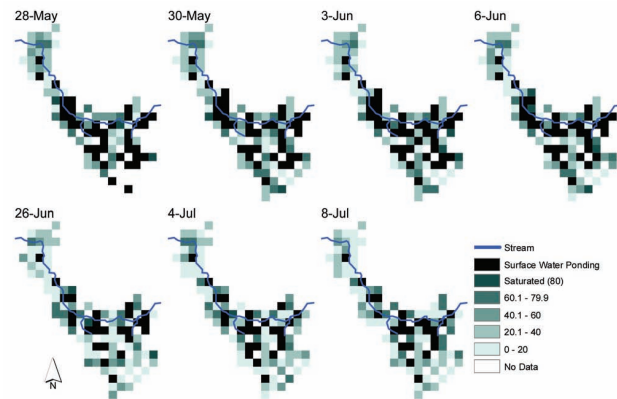 28-May
30-May
3-Jun
6-Jun
26-Jun
4-Jul
8-Jul
Stream
Surface Water Ponding
Saturated (80)
60.1 - 79.9
40.1 - 60
20.1 - 40
0 - 20
No Data
N